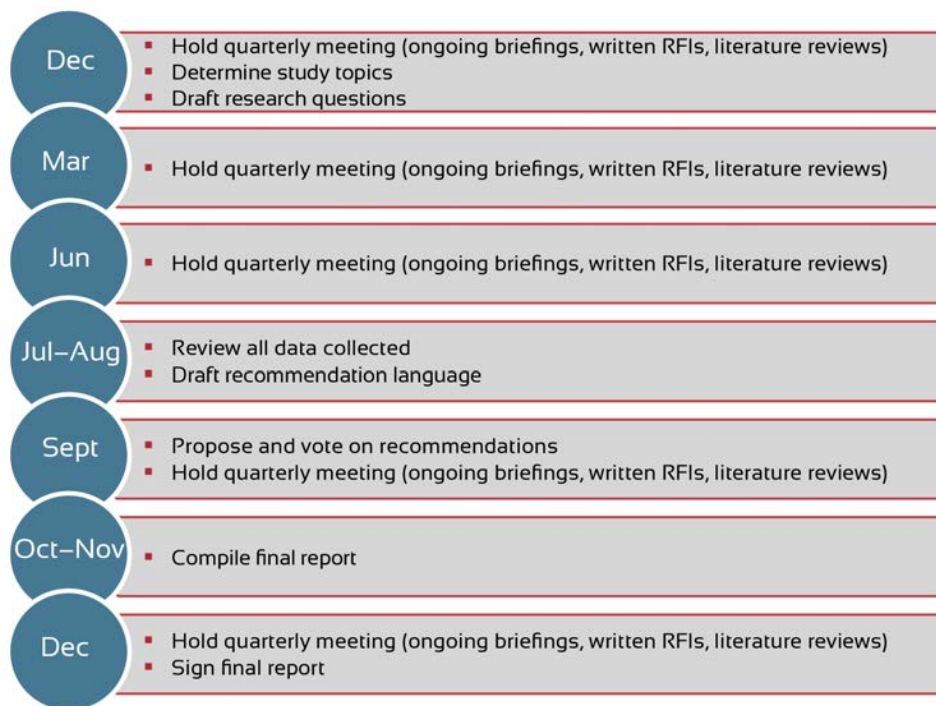 Dec
▪ Hold quarterly meeting (ongoing briefings, written RFIs, literature reviews)
▪ Determine study topics
▪ Draft research questions
Mar
▪ Hold quarterly meeting (ongoing briefings, written RFIs, literature reviews)
Jun
▪ Hold quarterly meeting (ongoing briefings, written RFIs, literature reviews)
Jul–Aug
▪ Review all data collected
▪ Draft recommendation language
Sept
▪ Propose and vote on recommendations
▪ Hold quarterly meeting (ongoing briefings, written RFIs, literature reviews)
Oct–Nov
▪ Compile final report
Dec
▪ Hold quarterly meeting (ongoing briefings, written RFIs, literature reviews)
▪ Sign final report